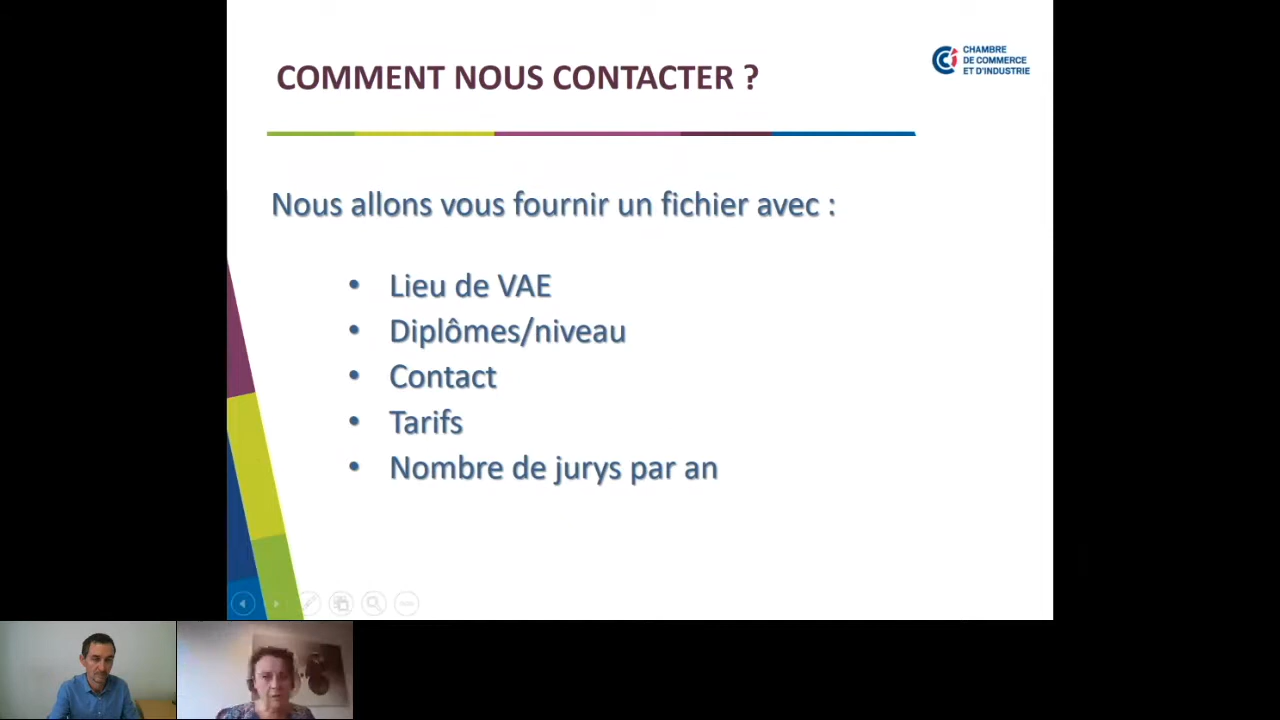 COMMENT NOUS CONTACTER ?
CHAMBRE
DE COMMERCE
ET D'INDUSTRIE
Nous allons vous fournir un fichier avec :
• Lieu de VAE
• Diplômes/niveau
• Contact
• Tarifs
• Nombre de jurys par an